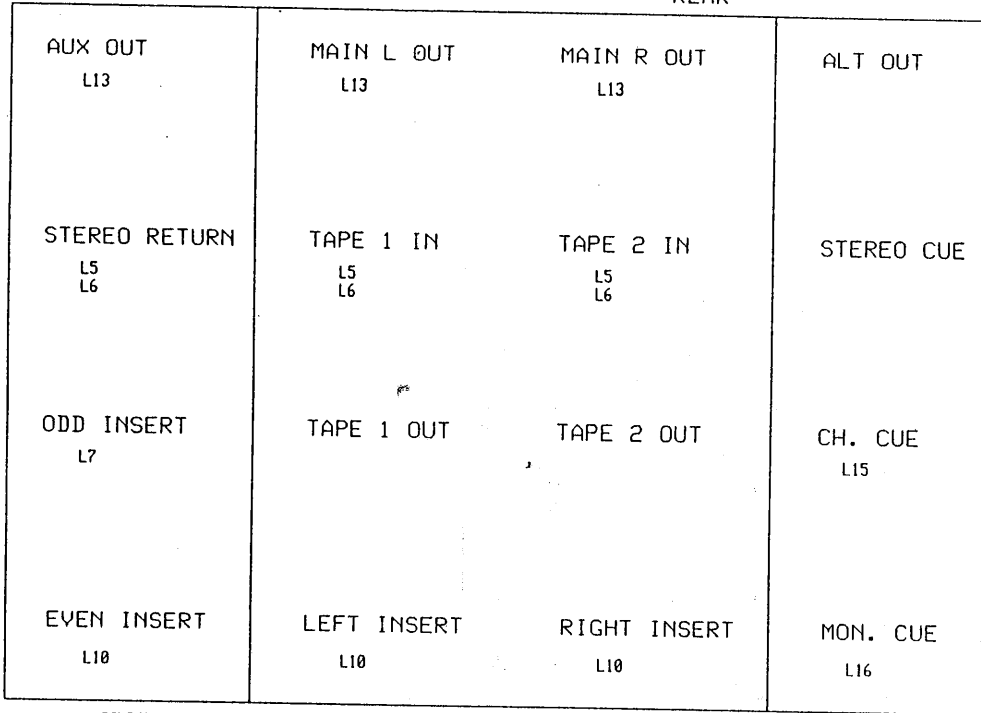 REAR
AUX OUT
L13
MAIN L OUT
L13
MAIN R OUT
L13
ALT OUT
STEREO RETURN
L5
L6
TAPE 1 IN
L5
L6
TAPE 2 IN
L5
L6
STEREO CUE
ODD INSERT
L7
TAPE 1 OUT
TAPE 2 OUT
CH. CUE
L15
EVEN INSERT
L10
LEFT INSERT
L10
RIGHT INSERT
L10
MON. CUE
L16